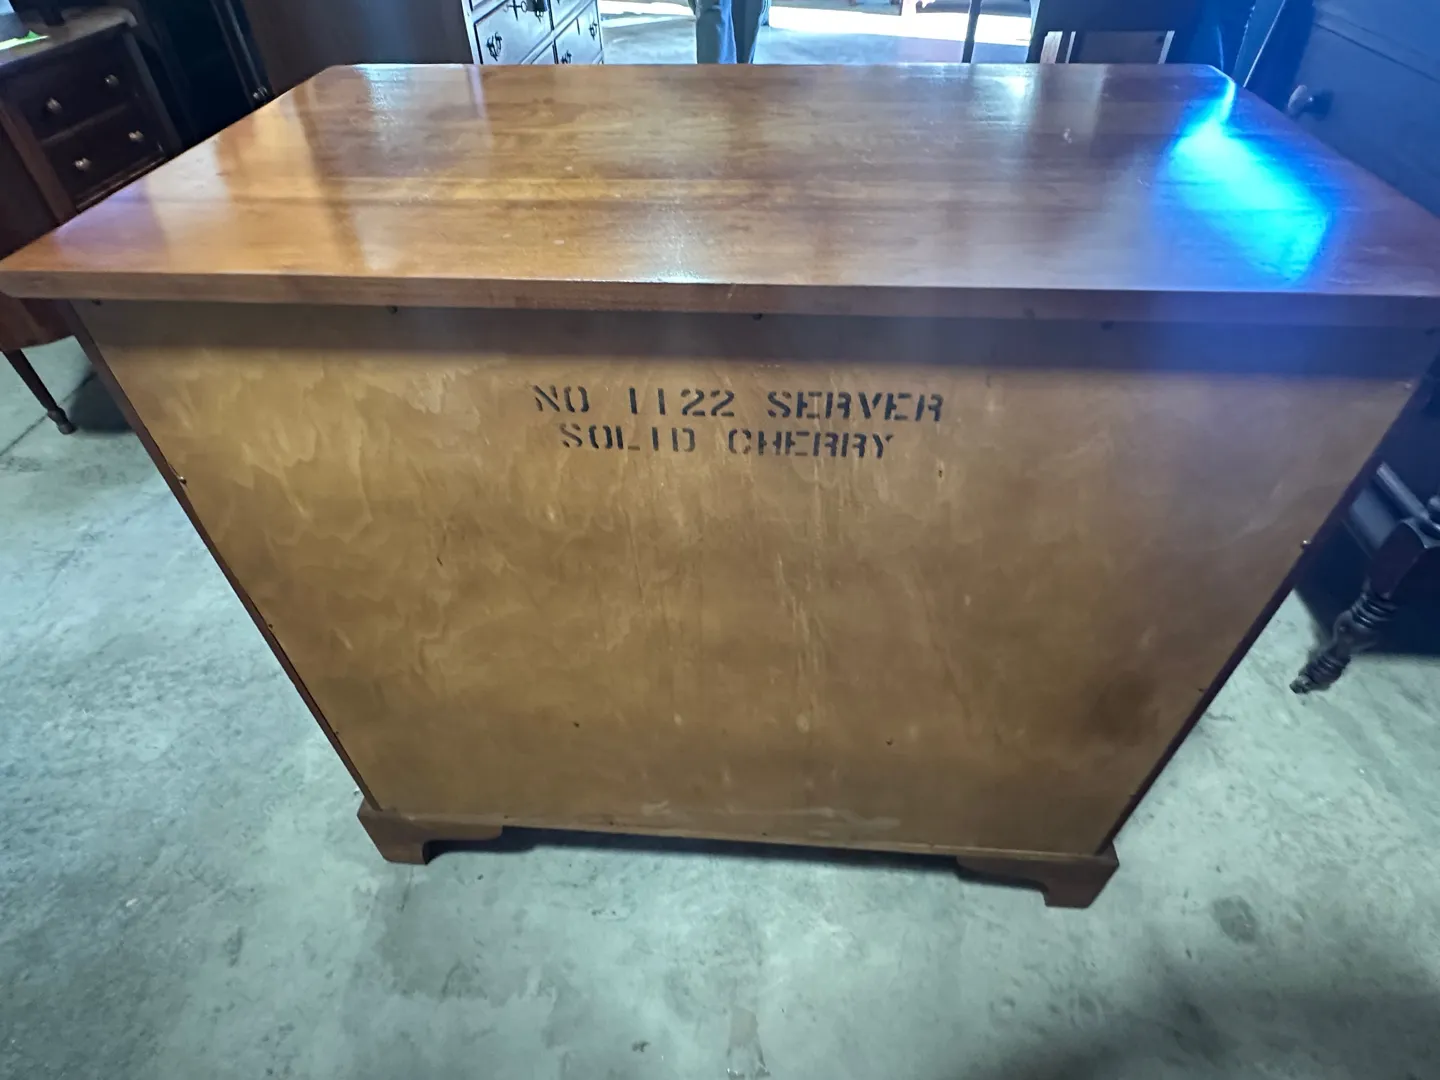 NO 1122 SERVER
SOLID CHERRY